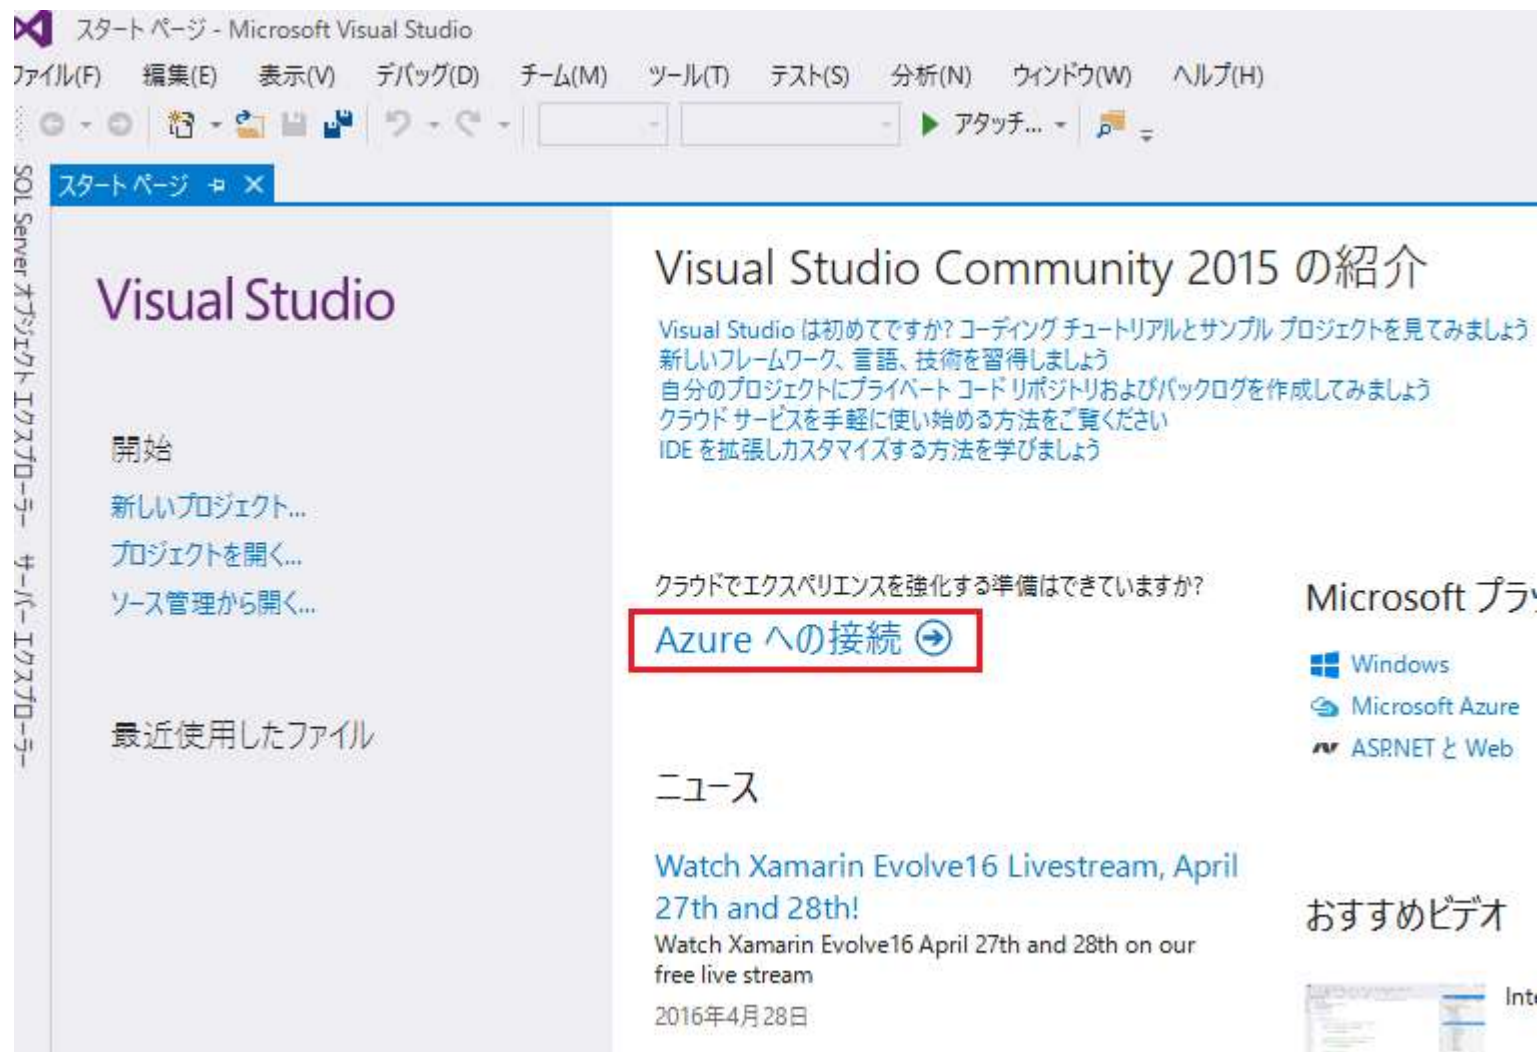 スタート ページ - Microsoft Visual Studio
ファイル(F) 編集(E) 表示(V) デバッグ(D) チーム(M) ツール(T) テスト(S) 分析(N) ウィンドウ(W) ヘルプ(H)
アタッチ...
SQL Server オブジェクト エクスプローラー
サーバー エクスプローラー
スタート ページ
Visual Studio
開始
新しいプロジェクト...
プロジェクトを開く...
ソース管理から開く...
最近使用したファイル
Visual Studio Community 2015 の紹介
Visual Studio は初めてですか? コーディング チュートリアルとサンプル プロジェクトを見てみましょう
新しいフレームワーク、言語、技術を習得しましょう
自分のプロジェクトにプライベート コード リポジトリおよびバックログを作成してみましょう
クラウド サービスを手軽に使い始める方法をご覧ください
IDE を拡張しカスタマイズする方法を学びましょう
クラウドでエクスペリエンスを強化する準備はできていますか?
Azure への接続
ニュース
Watch Xamarin Evolve16 Livestream, April
27th and 28th!
Watch Xamarin Evolve16 April 27th and 28th on our
free live stream
2016年4月28日
Microsoft プラッ
Windows
Microsoft Azure
ASP.NET と Web
おすすめビデオ